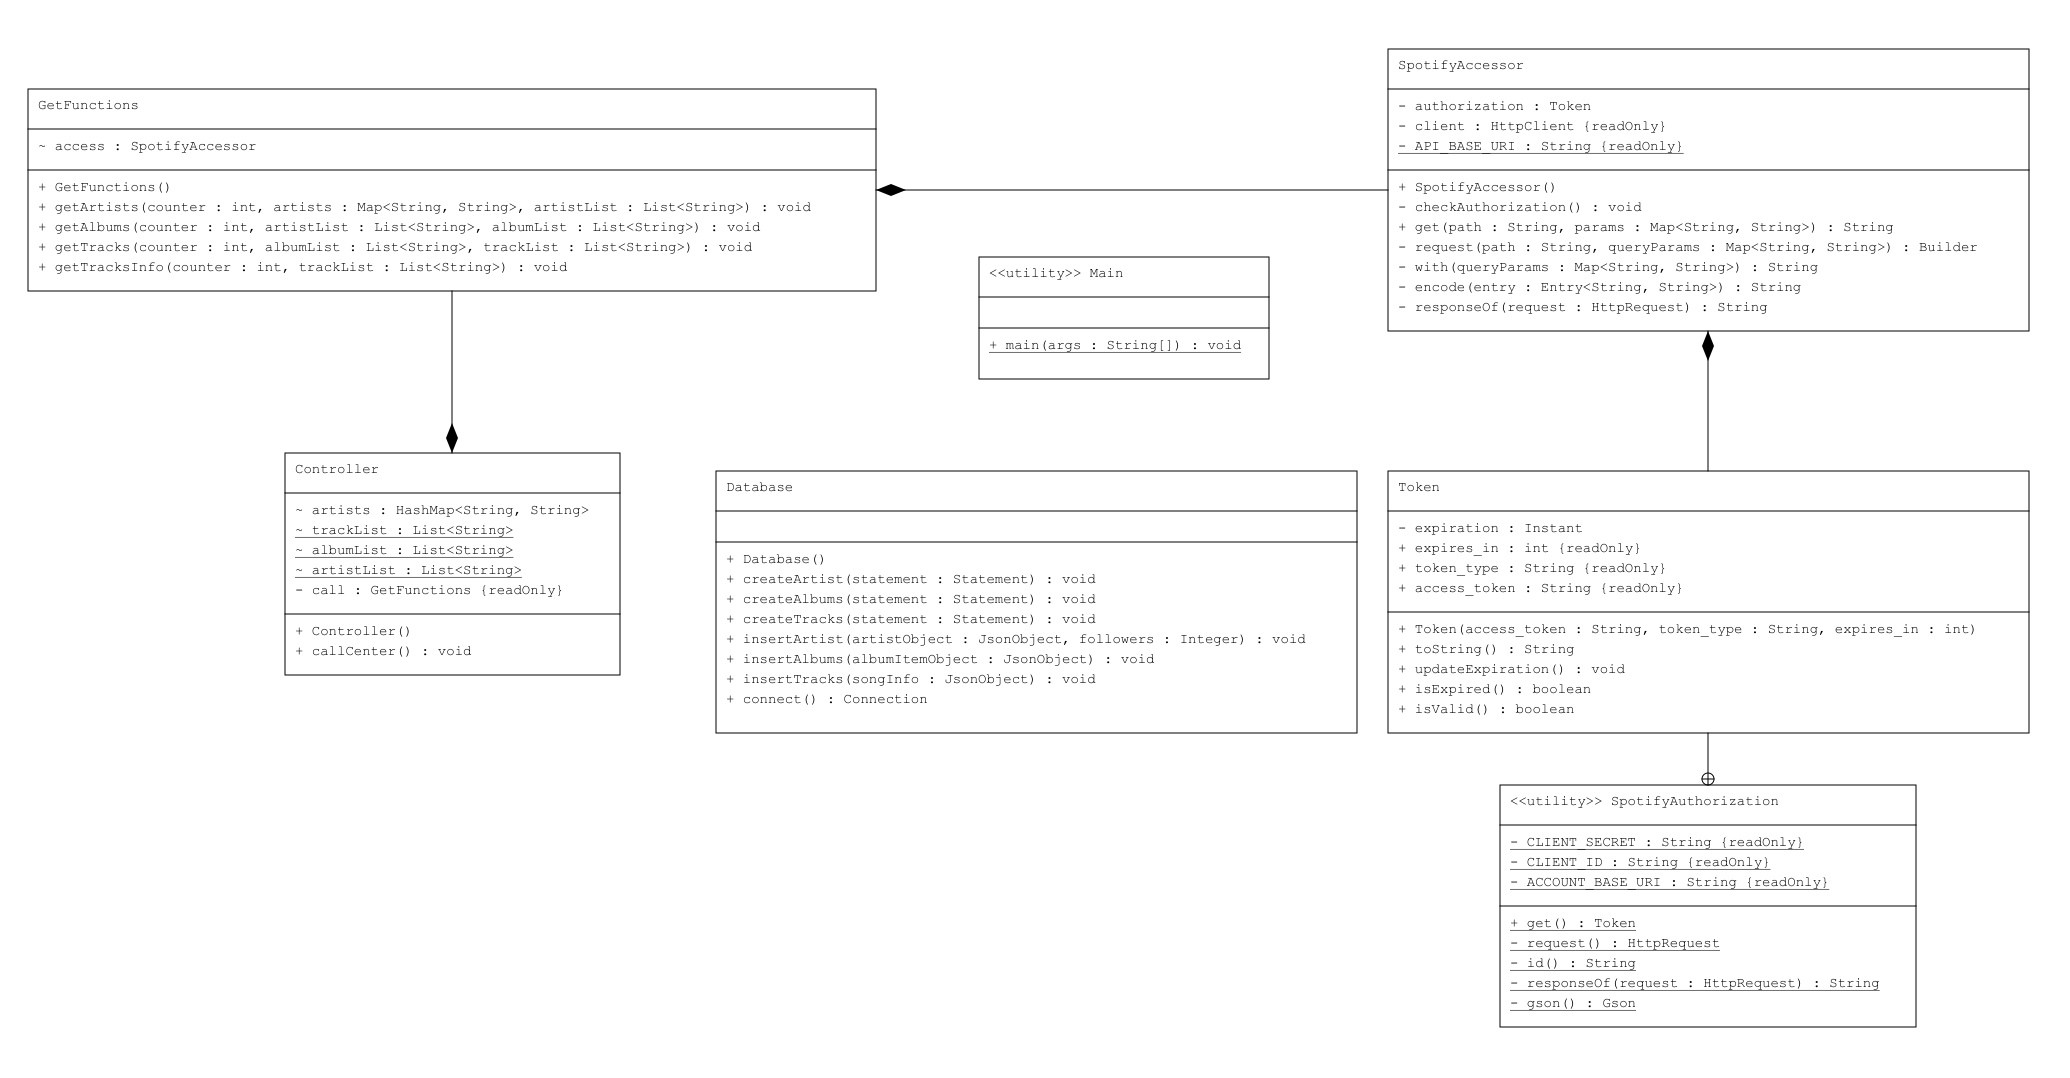 GetFunctions
~ access : SpotifyAccessor
+ GetFunctions()
+ getArtists(counter : int, artists : Map<String, String>, artistList : List<String>) : void
+ getAlbums(counter : int, artistList : List<String>, albumList : List<String>) : void
+ getTracks(counter : int, albumList : List<String>, trackList : List<String>) : void
+ getTracksInfo(counter : int, trackList : List<String>) : void
SpotifyAccessor
- authorization : Token
- client : HttpClient {readOnly}
- API_BASE_URI : String {readOnly}
+ SpotifyAccessor()
- checkAuthorization() : void
+ get(path : String, params : Map<String, String>) : String
- request(path : String, queryParams : Map<String, String>) : Builder
- with(queryParams : Map<String, String>) : String
- encode(entry : Entry<String, String>) : String
- responseOf(request : HttpRequest) : String
<<utility>> Main
+ main(args : String[]) : void
Controller
~ artists : HashMap<String, String>
~ trackList : List<String>
~ albumList : List<String>
~ artistList : List<String>
- call : GetFunctions {readOnly}
+ Controller()
+ callCenter() : void
Database
+ Database()
+ createArtist(statement : Statement) : void
+ createAlbums(statement : Statement) : void
+ createTracks(statement : Statement) : void
+ insertArtist(artistObject : JsonObject, followers : Integer) : void
+ insertAlbums(albumItemObject : JsonObject) : void
+ insertTracks(songInfo : JsonObject) : void
+ connect() : Connection
Token
- expiration : Instant
+ expires_in : int {readOnly}
+ token_type : String {readOnly}
+ access_token : String {readOnly}
+ Token(access_token : String, token_type : String, expires_in : int)
+ toString() : String
+ updateExpiration() : void
+ isExpired() : boolean
+ isValid() : boolean
<<utility>> SpotifyAuthorization
- CLIENT_SECRET : String {readOnly}
- CLIENT_ID : String {readOnly}
- ACCOUNT_BASE_URI : String {readOnly}
+ get() : Token
- request() : HttpRequest
- id() : String
- responseOf(request : HttpRequest) : String
- gson() : Gson